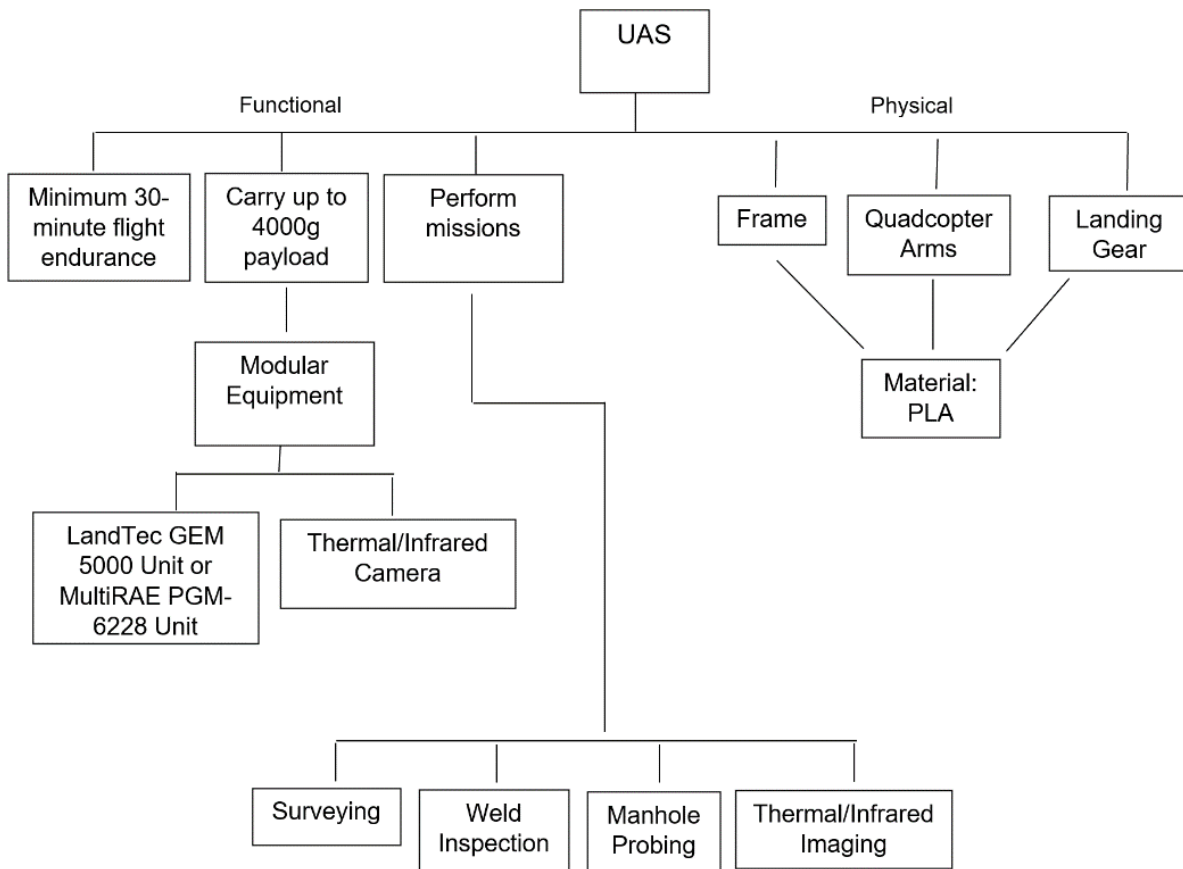 UAS
Functional
Physical
Minimum 30-
minute flight
endurance
Carry up to
4000g
payload
Perform
missions
Frame
Quadcopter
Arms
Landing
Gear
Modular
Equipment
Material:
PLA
LandTec GEM
5000 Unit or
MultiRAE PGM-
6228 Unit
Thermal/Infrared
Camera
Surveying
Weld
Inspection
Manhole
Probing
Thermal/Infrared
Imaging